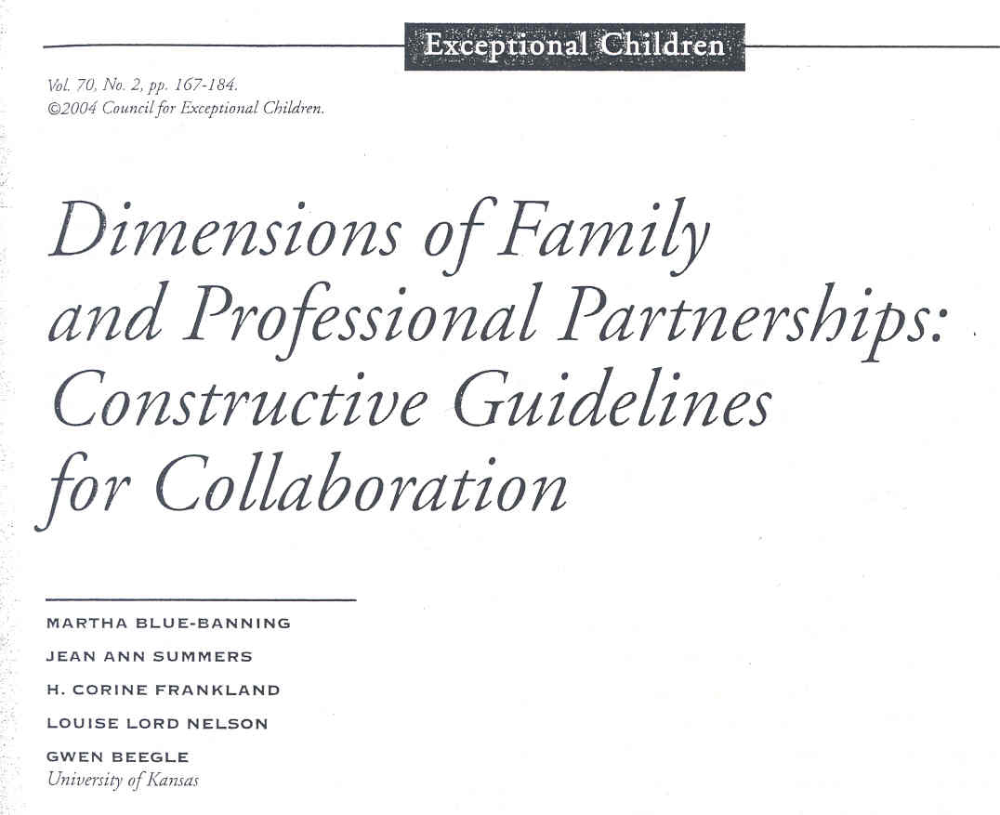 Exceptional Children
Vol. 70, No. 2, pp. 167-184.
©2004 Council for Exceptional Children.
Dimensions of Family
and Professional Partnerships:
Constructive Guidelines
for Collaboration
MARTHA BLUE-BANNING
JEAN ANN SUMMERS
H. CORINE FRANKLAND
LOUISE LORD NELSON
GWEN BEEGLE
University of Kansas